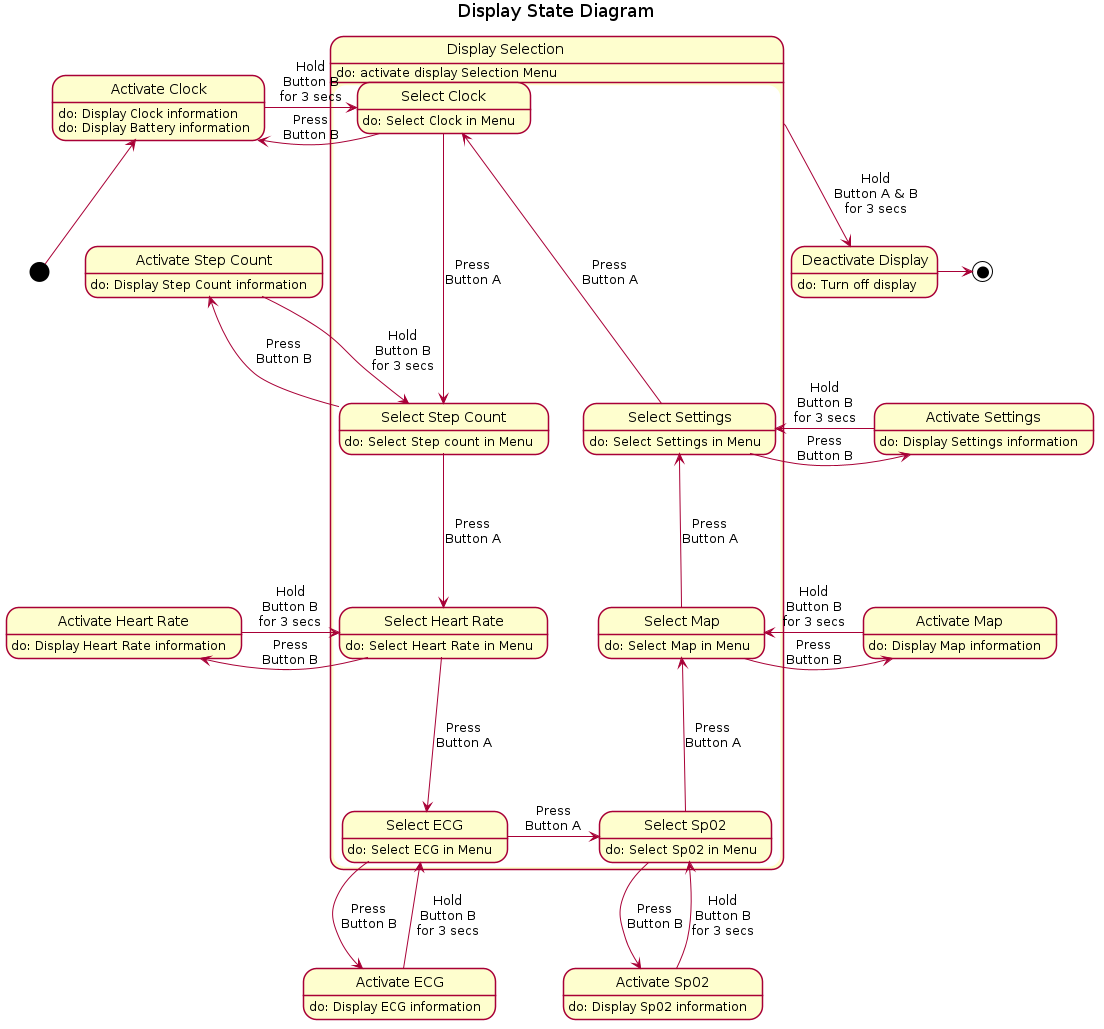 Display State Diagram
Display Selection
do: activate display Selection Menu
Activate Clock
do: Display Clock information
do: Display Battery information
Hold
Button B
for 3 secs
Press
Button B
Select Clock
do: Select Clock in Menu
Hold
Button A & B
for 3 secs
Activate Step Count
do: Display Step Count information
Press
Button A
Press
Button A
Deactivate Display
do: Turn off display
Press
Button B
Hold
Button B
for 3 secs
Select Step Count
do: Select Step count in Menu
Select Settings
do: Select Settings in Menu
Hold
Button B
for 3 secs
Press
Button B
Activate Settings
do: Display Settings information
Press
Button A
Press
Button A
Activate Heart Rate
do: Display Heart Rate information
Hold
Button B
for 3 secs
Press
Button B
Select Heart Rate
do: Select Heart Rate in Menu
Select Map
do: Select Map in Menu
Hold
Button B
for 3 secs
Press
Button B
Activate Map
do: Display Map information
Press
Button A
Press
Button A
Select ECG
do: Select ECG in Menu
Press
Button A
Select Sp02
do: Select Sp02 in Menu
Press
Button B
Hold
Button B
for 3 secs
Press
Button B
Hold
Button B
for 3 secs
Activate ECG
do: Display ECG information
Activate Sp02
do: Display Sp02 information